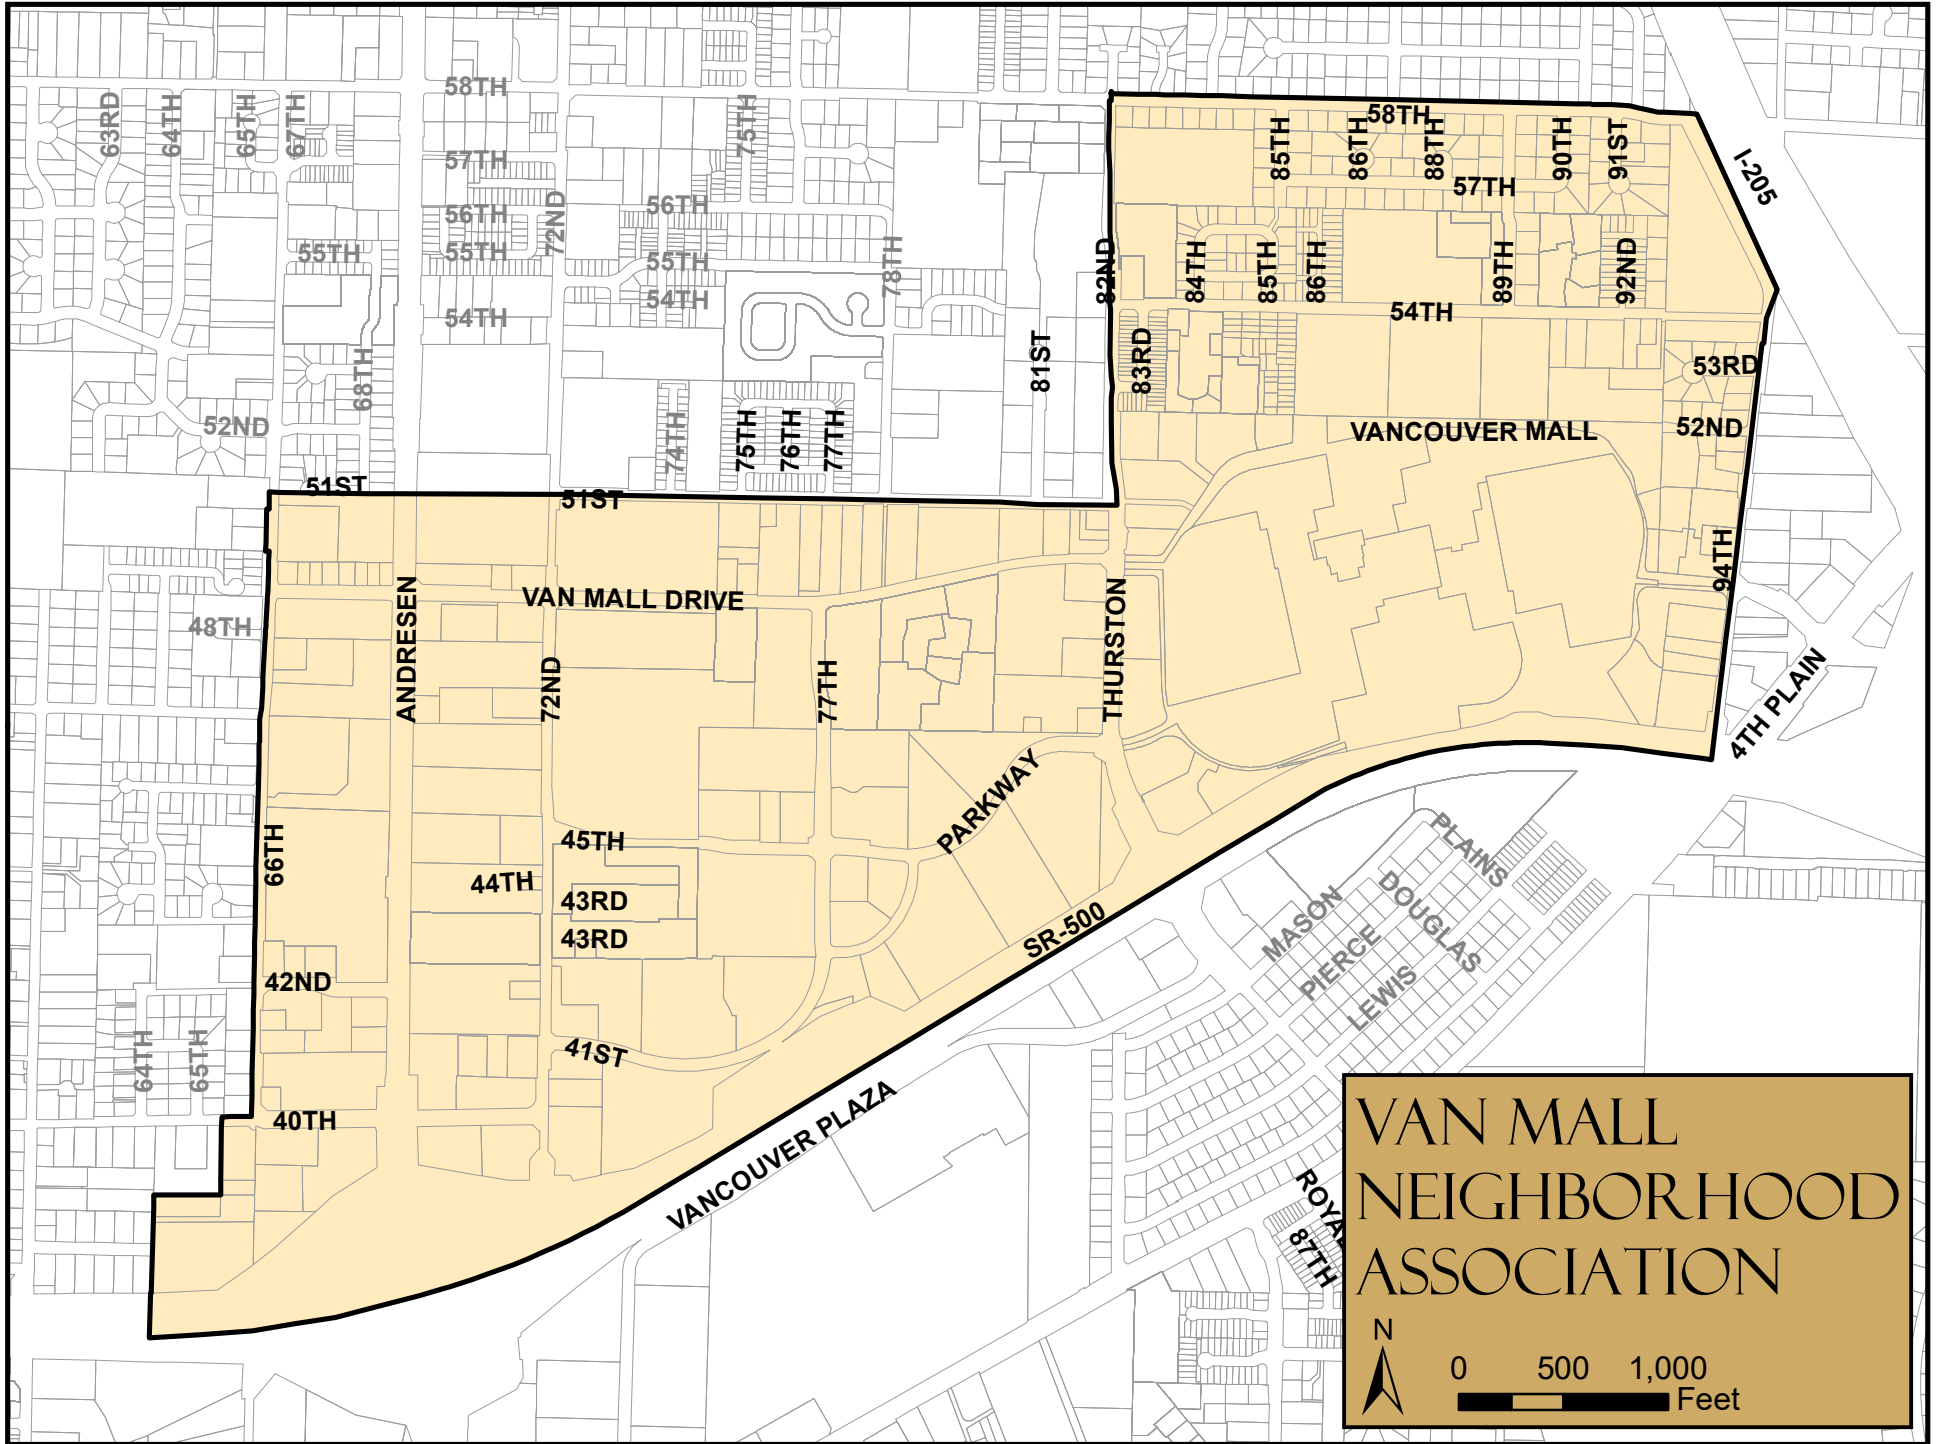 58TH
63RD
64TH
65TH
67TH
75TH
57TH
56TH
56TH
72ND
55TH
55TH
55TH
78TH
54TH
54TH
68TH
52ND
74TH
75TH
76TH
77TH
81ST
82ND
58TH
85TH
86TH
88TH
90TH
91ST
57TH
I-205
84TH
85TH
86TH
89TH
92ND
54TH
83RD
53RD
52ND
VANCOUVER MALL
51ST
51ST
94TH
VAN MALL DRIVE
48TH
ANDRESEN
72ND
77TH
THURSTON
4TH PLAIN
PARKWAY
66TH
45TH
44TH
43RD
43RD
SR-500
PLAINS
DOUGLAS
MASON
PIERCE
LEWIS
42ND
64TH
65TH
41ST
40TH
VANCOUVER PLAZA
87TH
VAN MALL
NEIGHBORHOOD
ASSOCIATION
N
0 500 1,000
Feet